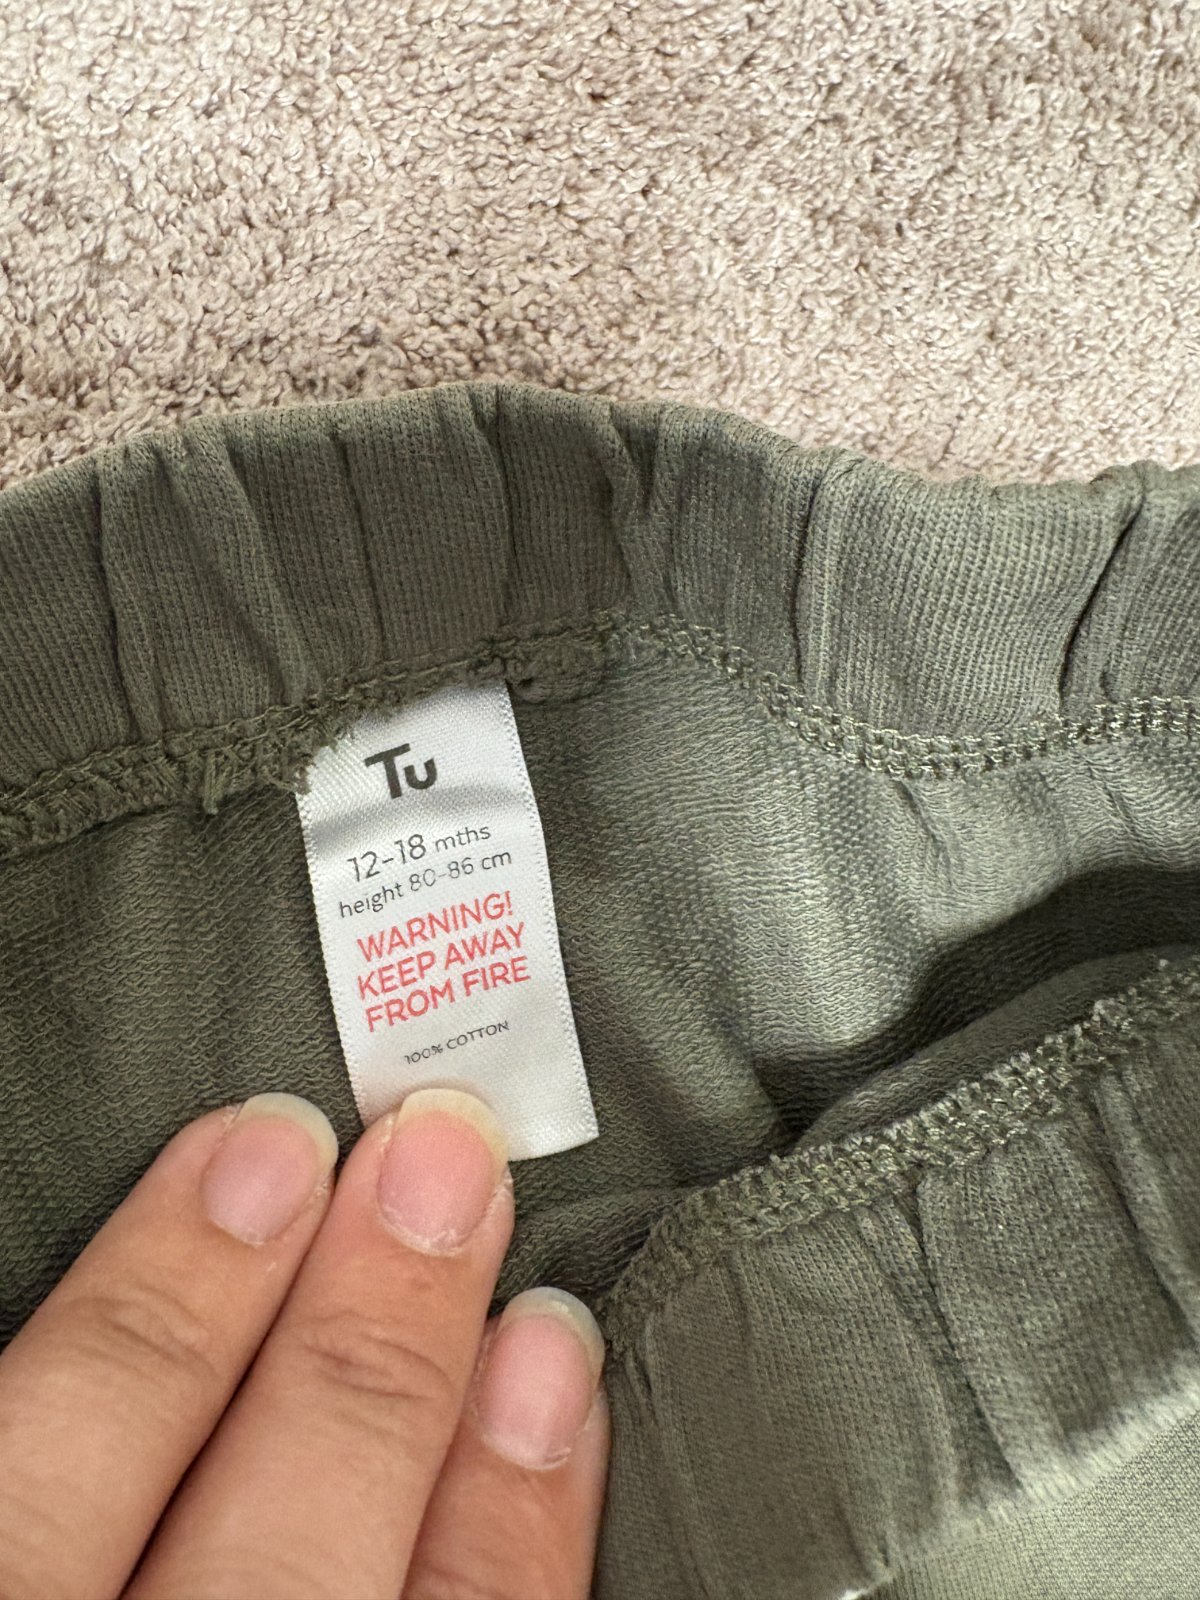 Tu
12-18 mths
height 80-86 cm
WARNING!
KEEP AWAY
FROM FIRE
100% COTTON